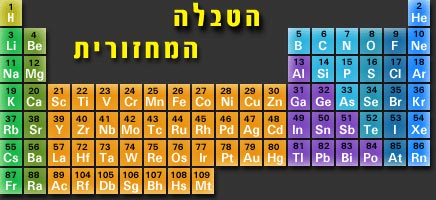 הטבלה
המחזורית
1 2
H He
3 4 5 6 7 8 9 10
Li Be B C N O F Ne
11 12 13 14 15 16 17 18
Na Mg Al Si P S Cl Ar
19 20 21 22 23 24 25 26 27 28 29 30 31 32 33 34 35 36
K Ca Sc Ti V Cr Mn Fe Co Ni Cu Zn Ga Ge As Se Br Kr
37 38 39 40 41 42 43 44 45 46 47 48 49 50 51 52 53 54
Rb Sr Y Zr Nb Mo Tc Ru Rh Pd Ag Cd In Sn Sb Te I Xe
55 56 57 72 73 74 75 76 77 78 79 80 81 82 83 84 85 86
Cs Ba La Hf Ta W Re Os Ir Pt Au Hg Tl Pb Bi Po At Rn
87 88 89 104 105 106 107 108 109
Fr Ra Ac Rf Db Sg Bh Hs Mt